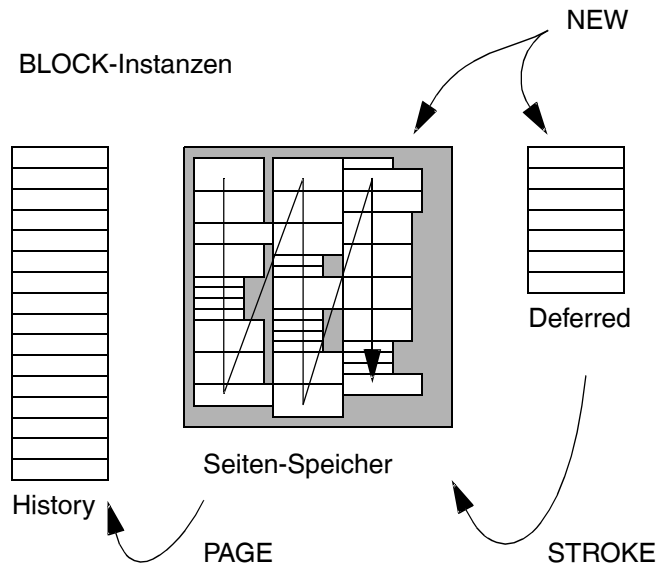 NEW
BLOCK-Instanzen
Deferred
Seiten-Speicher
History
PAGE
STROKE